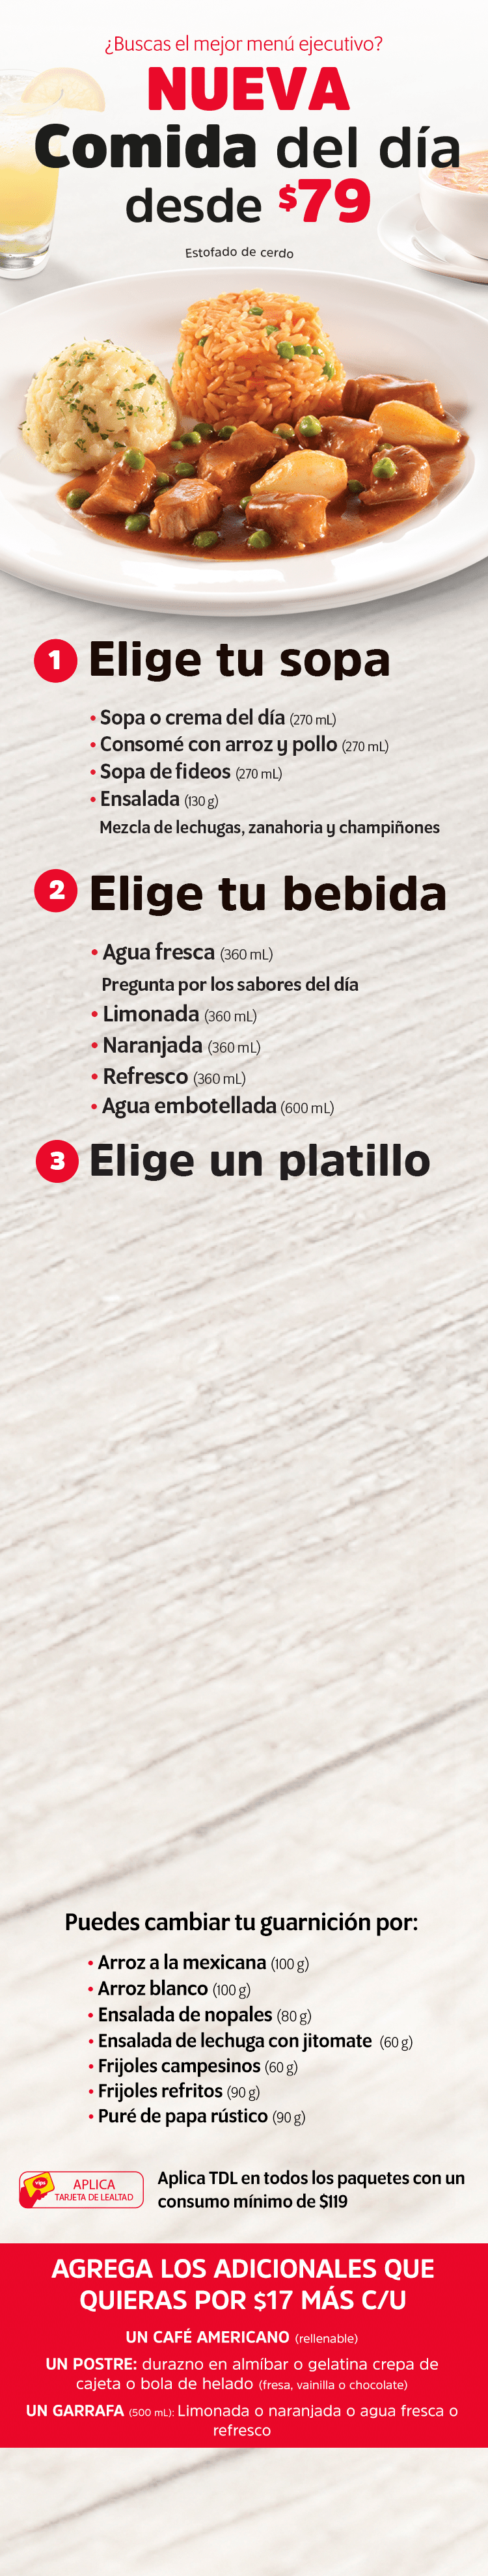 ¿Buscas el mejor menú ejecutivo?
NUEVA
Comida del día
desde $79
Estofado de cerdo
1 Elige tu sopa
• Sopa o crema del día (270 mL)
• Consomé con arroz y pollo (270 mL)
• Sopa de fideos (270 mL)
• Ensalada (130 g)
Mezcla de lechugas, zanahoria y champiñones
2 Elige tu bebida
• Agua fresca (360 mL)
Pregunta por los sabores del día
• Limonada (360 mL)
• Naranjada (360 mL)
• Refresco (360 mL)
• Agua embotellada (600 mL)
3 Elige un platillo
Puedes cambiar tu guarnición por:
• Arroz a la mexicana (100 g)
• Arroz blanco (100 g)
• Ensalada de nopales (80 g)
• Ensalada de lechuga con jitomate (60 g)
• Frijoles campesinos (60 g)
• Frijoles refritos (90 g)
• Puré de papa rústico (90 g)
vips
APLICA
TARJETA DE LEALTAD
Aplica TDL en todos los paquetes con un
consumo mínimo de $119
AGREGA LOS ADICIONALES QUE
QUIERAS POR $17 MÁS C/U
UN CAFÉ AMERICANO (rellenable)
UN POSTRE: durazno en almíbar o gelatina crepa de
cajeta o bola de helado (fresa, vainilla o chocolate)
UN GARRAFA (500 mL): Limonada o naranjada o agua fresca o
refresco